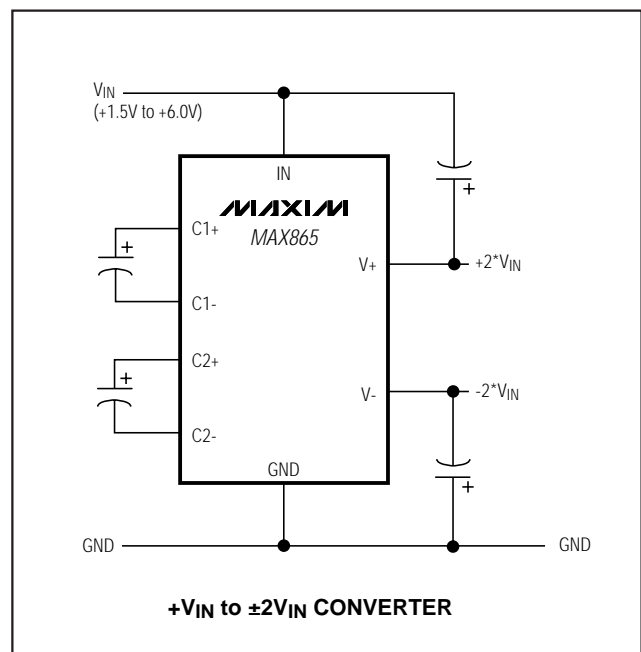 VIN
(+1.5V to +6.0V)
IN
MAXIM
MAX865
C1+
C1-
C2+
C2-
V+
V-
GND
+
+
+
+
+2*VIN
-2*VIN
GND
GND
+VIN to ±2VIN CONVERTER